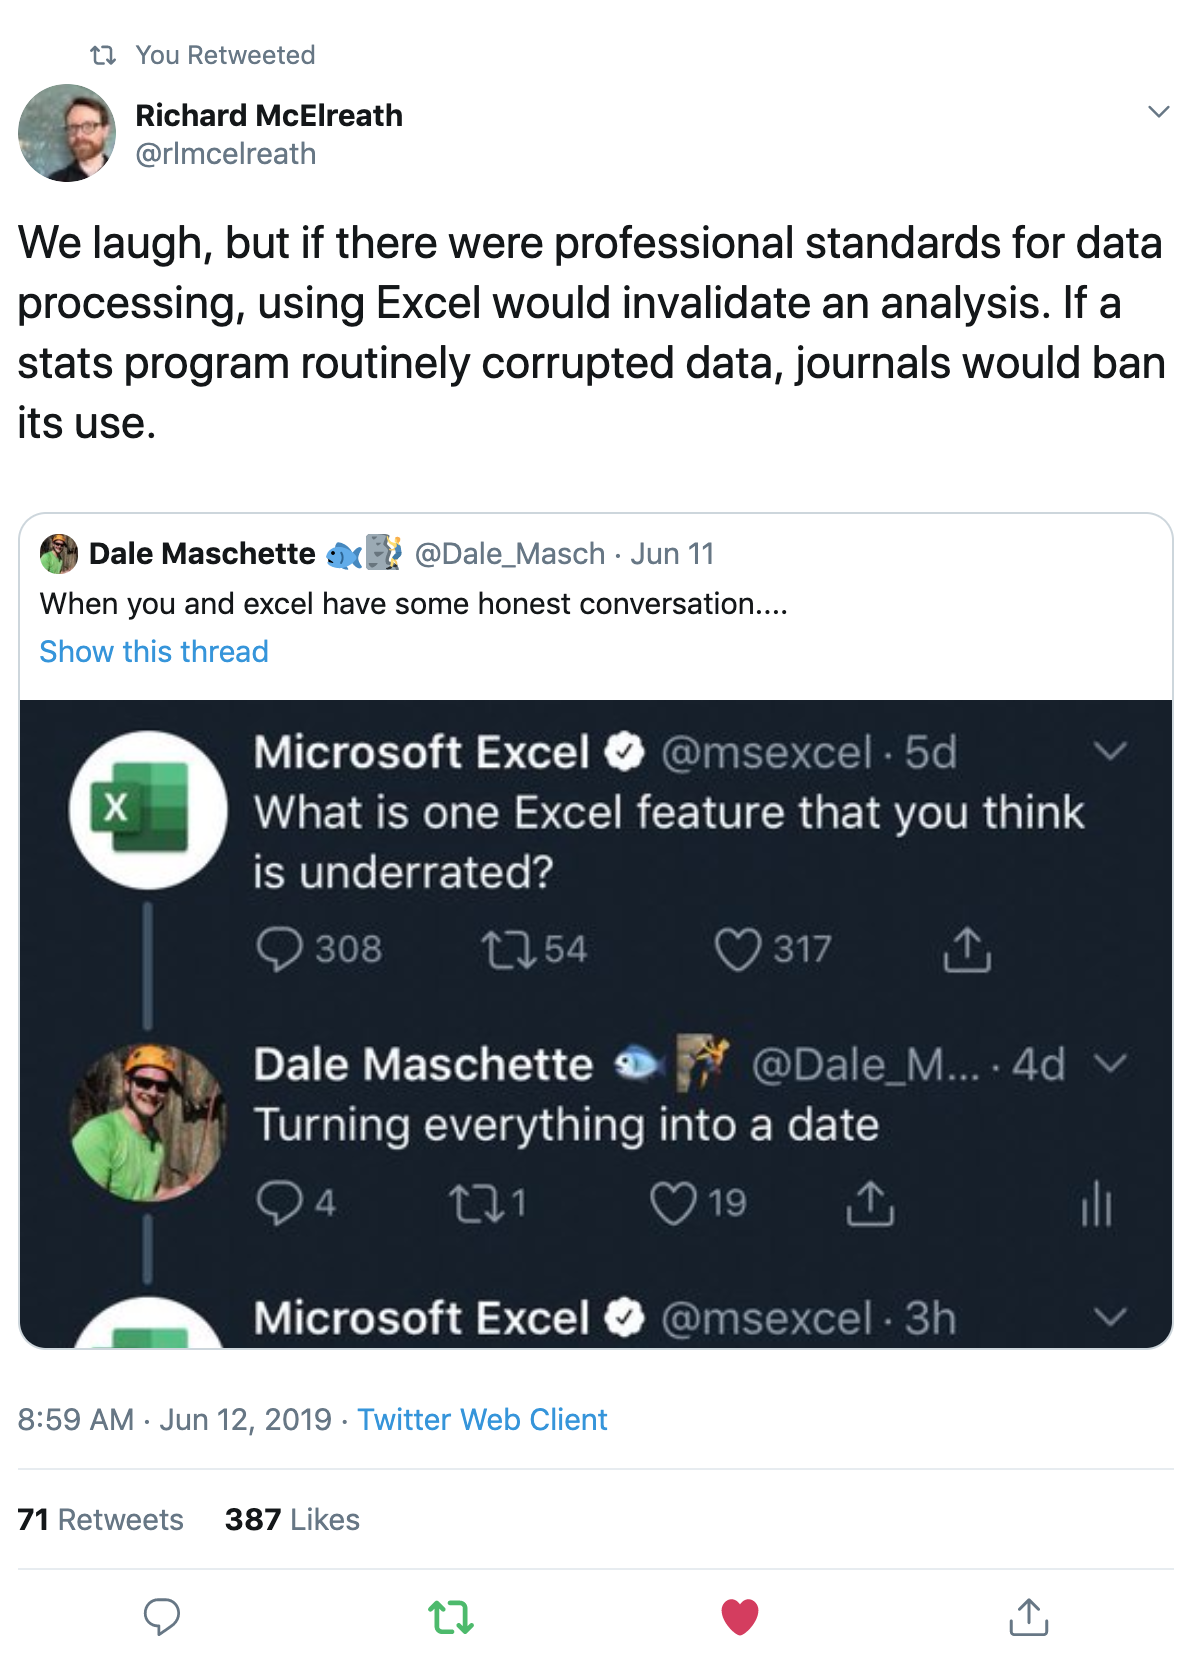 You Retweeted
Richard McElreath
@rlmcelreath
We laugh, but if there were professional standards for data
processing, using Excel would invalidate an analysis. If a
stats program routinely corrupted data, journals would ban
its use.
Dale Maschette 🐟🧗 @Dale_Masch · Jun 11
When you and excel have some honest conversation....
Show this thread
Microsoft Excel @msexcel · 5d
What is one Excel feature that you think
is underrated?
308 54 317
X
Dale Maschette 🐟🧗 @Dale_M... · 4d
Turning everything into a date
4 1 19
Microsoft Excel @msexcel · 3h
8:59 AM · Jun 12, 2019 · Twitter Web Client
71 Retweets 387 Likes